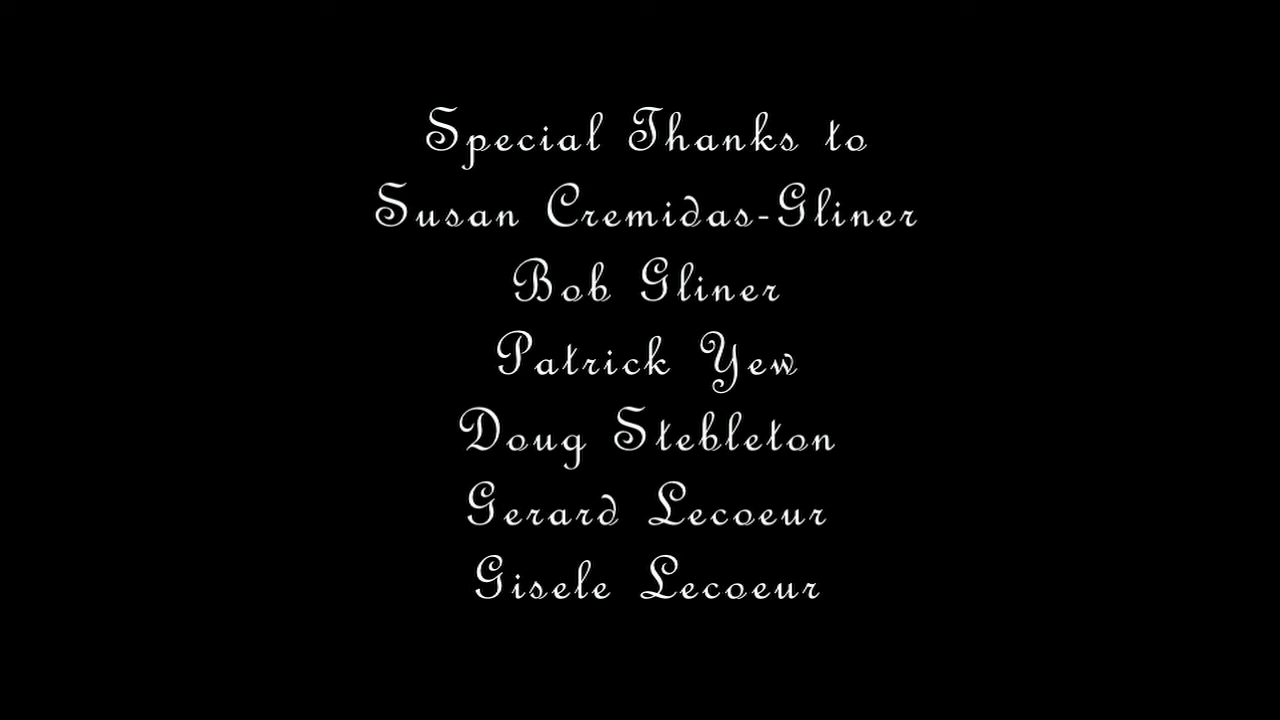 Special Thanks to
Susan Cremidas-Gliner
Bob Gliner
Patrick Yew
Doug Stebleton
Gerard Lecoeur
Gisele Lecoeur